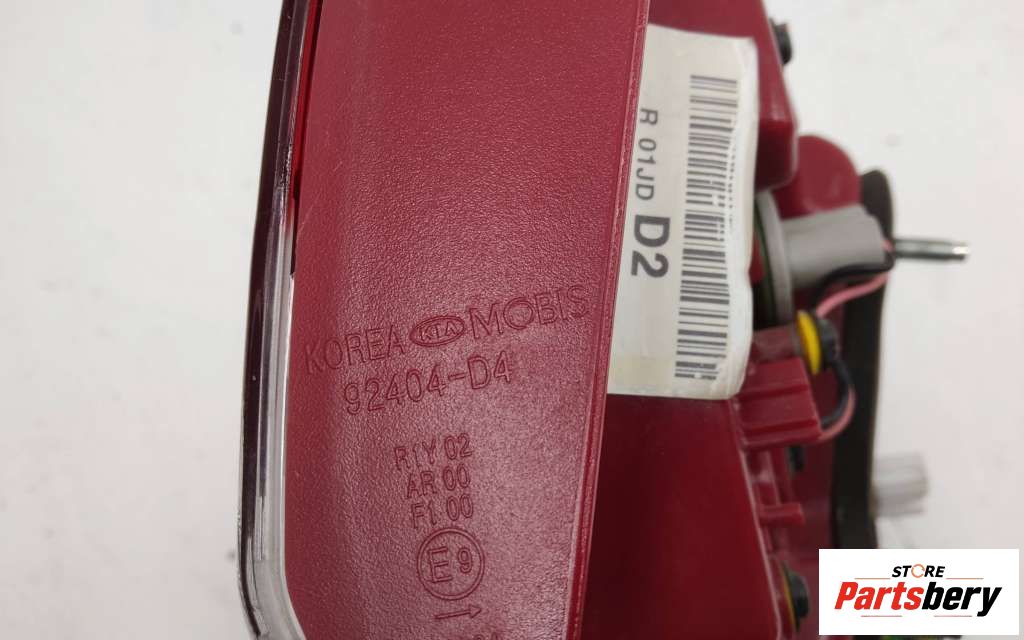 R 01JD D2
KOREA KIA MOBIS
92404-D4
R1Y 02
AR 00
F1 00
E9
→
STORE
Partsbery